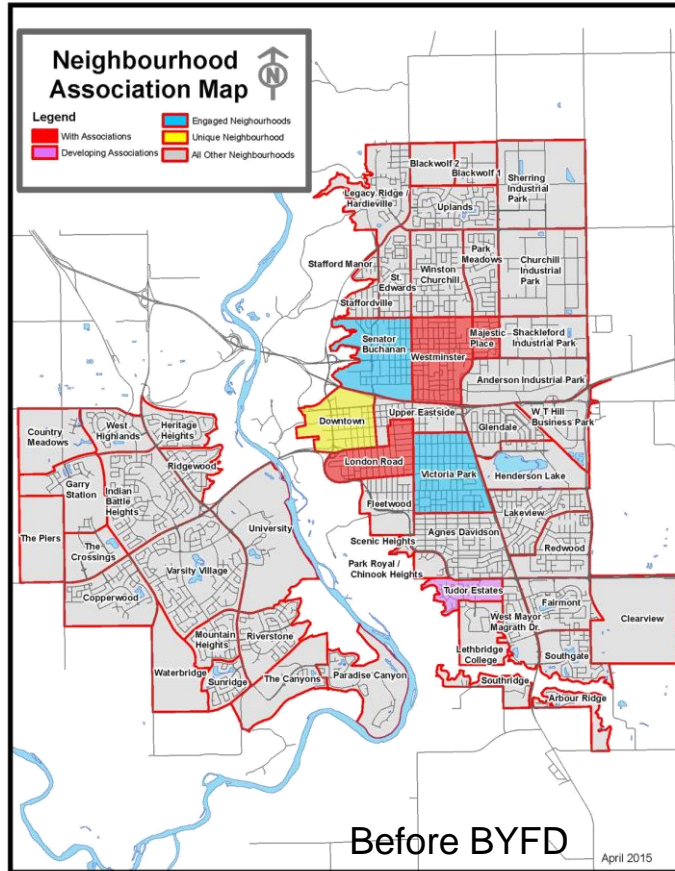 Neighbourhood
Association Map
N
Legend
With Associations
Developing Associations
Engaged Neighourhoods
Unique Neighbourhood
All Other Neighbourhoods
Blackwolf 2
Blackwolf 1
Sherring
Industrial
Park
Legacy Ridge /
Hardieville
Uplands
Stafford Manor
St.
Edwards
Winston
Churchill
Park
Meadows
Churchill
Industrial
Park
Staffordville
Senator
Buchanan
Westminster
Majestic
Place
Shackleford
Industrial Park
Anderson Industrial Park
Downtown
Upper Eastside
Glendale
W T Hill
Business Park
London Road
Victoria Park
Henderson Lake
Fleetwood
Lakeview
Scenic Heights
Agnes Davidson
Redwood
Park Royal /
Chinook Heights
Tudor Estates
Fairmont
Clearview
West Mayor
Magrath Dr.
Lethbridge
College
Southgate
Southridge
Arbour Ridge
Country
Meadows
West
Highlands
Heritage
Heights
Ridgewood
Garry
Station
Indian
Battle
Heights
University
The Piers
The
Crossings
Varsity Village
Copperwood
Mountain
Heights
Riverstone
Waterbridge
Sunridge
The Canyons
Paradise Canyon
Before BYFD
April 2015